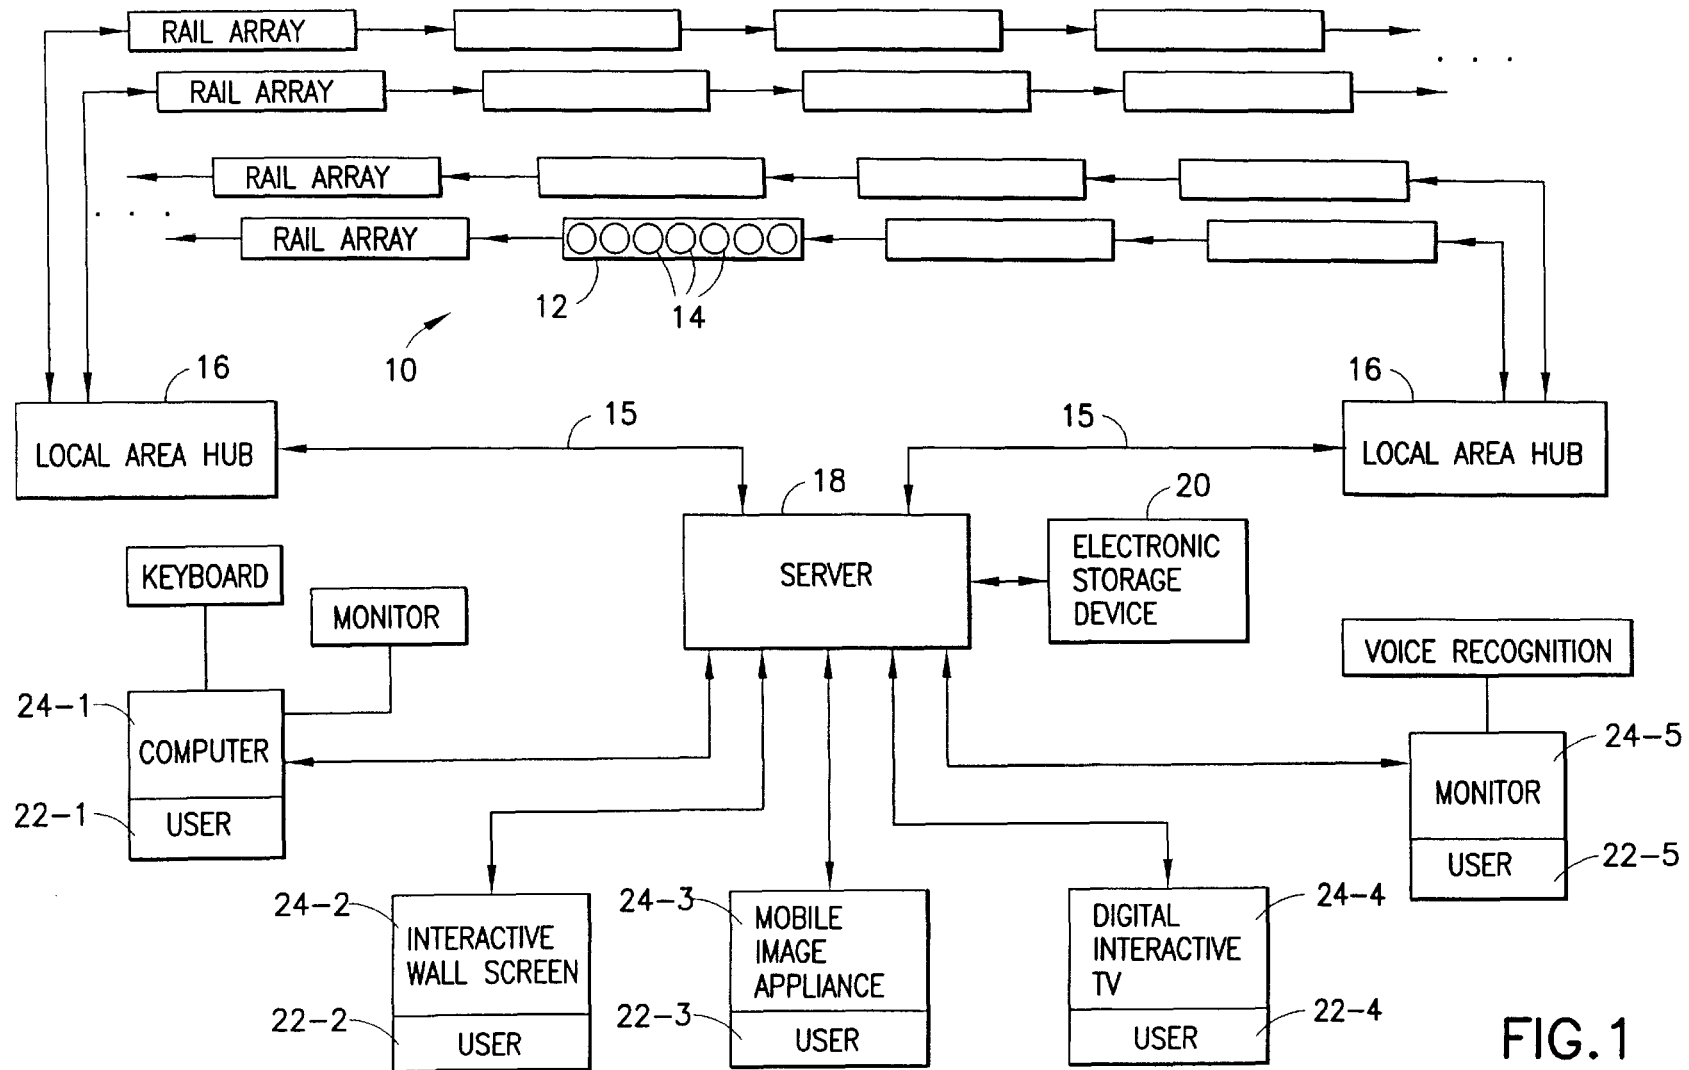 RAIL ARRAY
RAIL ARRAY
. . .
RAIL ARRAY
. . .
RAIL ARRAY
12
14
10
16
16
15
15
LOCAL AREA HUB
LOCAL AREA HUB
18
20
SERVER
ELECTRONIC
STORAGE
DEVICE
KEYBOARD
MONITOR
VOICE RECOGNITION
24-1
COMPUTER
22-1
USER
24-5
MONITOR
22-5
USER
24-2
INTERACTIVE
WALL SCREEN
22-2
USER
24-3
MOBILE
IMAGE
APPLIANCE
22-3
USER
24-4
DIGITAL
INTERACTIVE
TV
22-4
USER
FIG.1